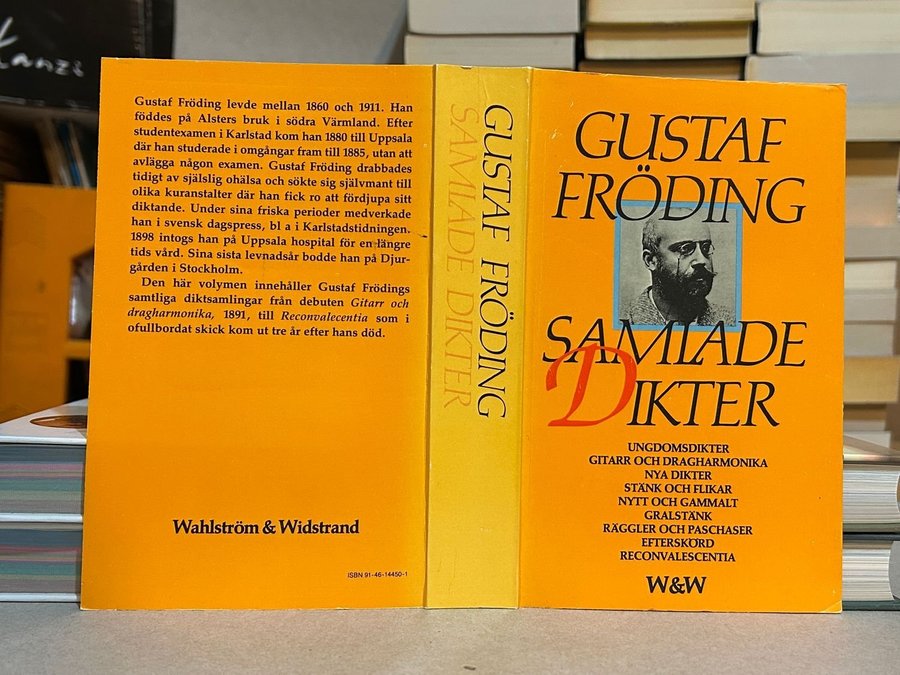 Kanzi
Gustaf Fröding levde mellan 1860 och 1911. Han
föddes på Alsters bruk i södra Värmland. Efter
studentexamen i Karlstad kom han 1880 till Uppsala
där han studerade i omgångar fram till 1885, utan att
avlägga någon examen. Gustaf Fröding drabbades
tidigt av själslig ohälsa och sökte sig självmant till
olika kuranstalter där han fick ro att fördjupa sitt
diktande. Under sina friska perioder medverkade
han i svensk dagspress, bl a i Karlstadstidningen.
1898 intogs han på Uppsala hospital för en längre
tids vård. Sina sista levnadsår bodde han på Djur-
gården i Stockholm.
Den här volymen innehåller Gustaf Frödings
samtliga diktsamlingar från debuten Gitarr och
dragharmonika, 1891, till Reconvalecentia som i
ofullbordat skick kom ut tre år efter hans död.
Wahlström & Widstrand
ISBN 91-46-14450-1
GUSTAF FRÖDING
SAMLADE DIKTER
GUSTAF
FRÖDING
SAMLADE
DIKTER
UNGDOMSDIKTER
GITARR OCH DRAGHARMONIKA
NYA DIKTER
STÄNK OCH FLIKAR
NYTT OCH GAMMALT
GRALSTÄNK
RÄGGLER OCH PASCHASER
EFTERSKÖRD
RECONVALESCENTIA
W&W